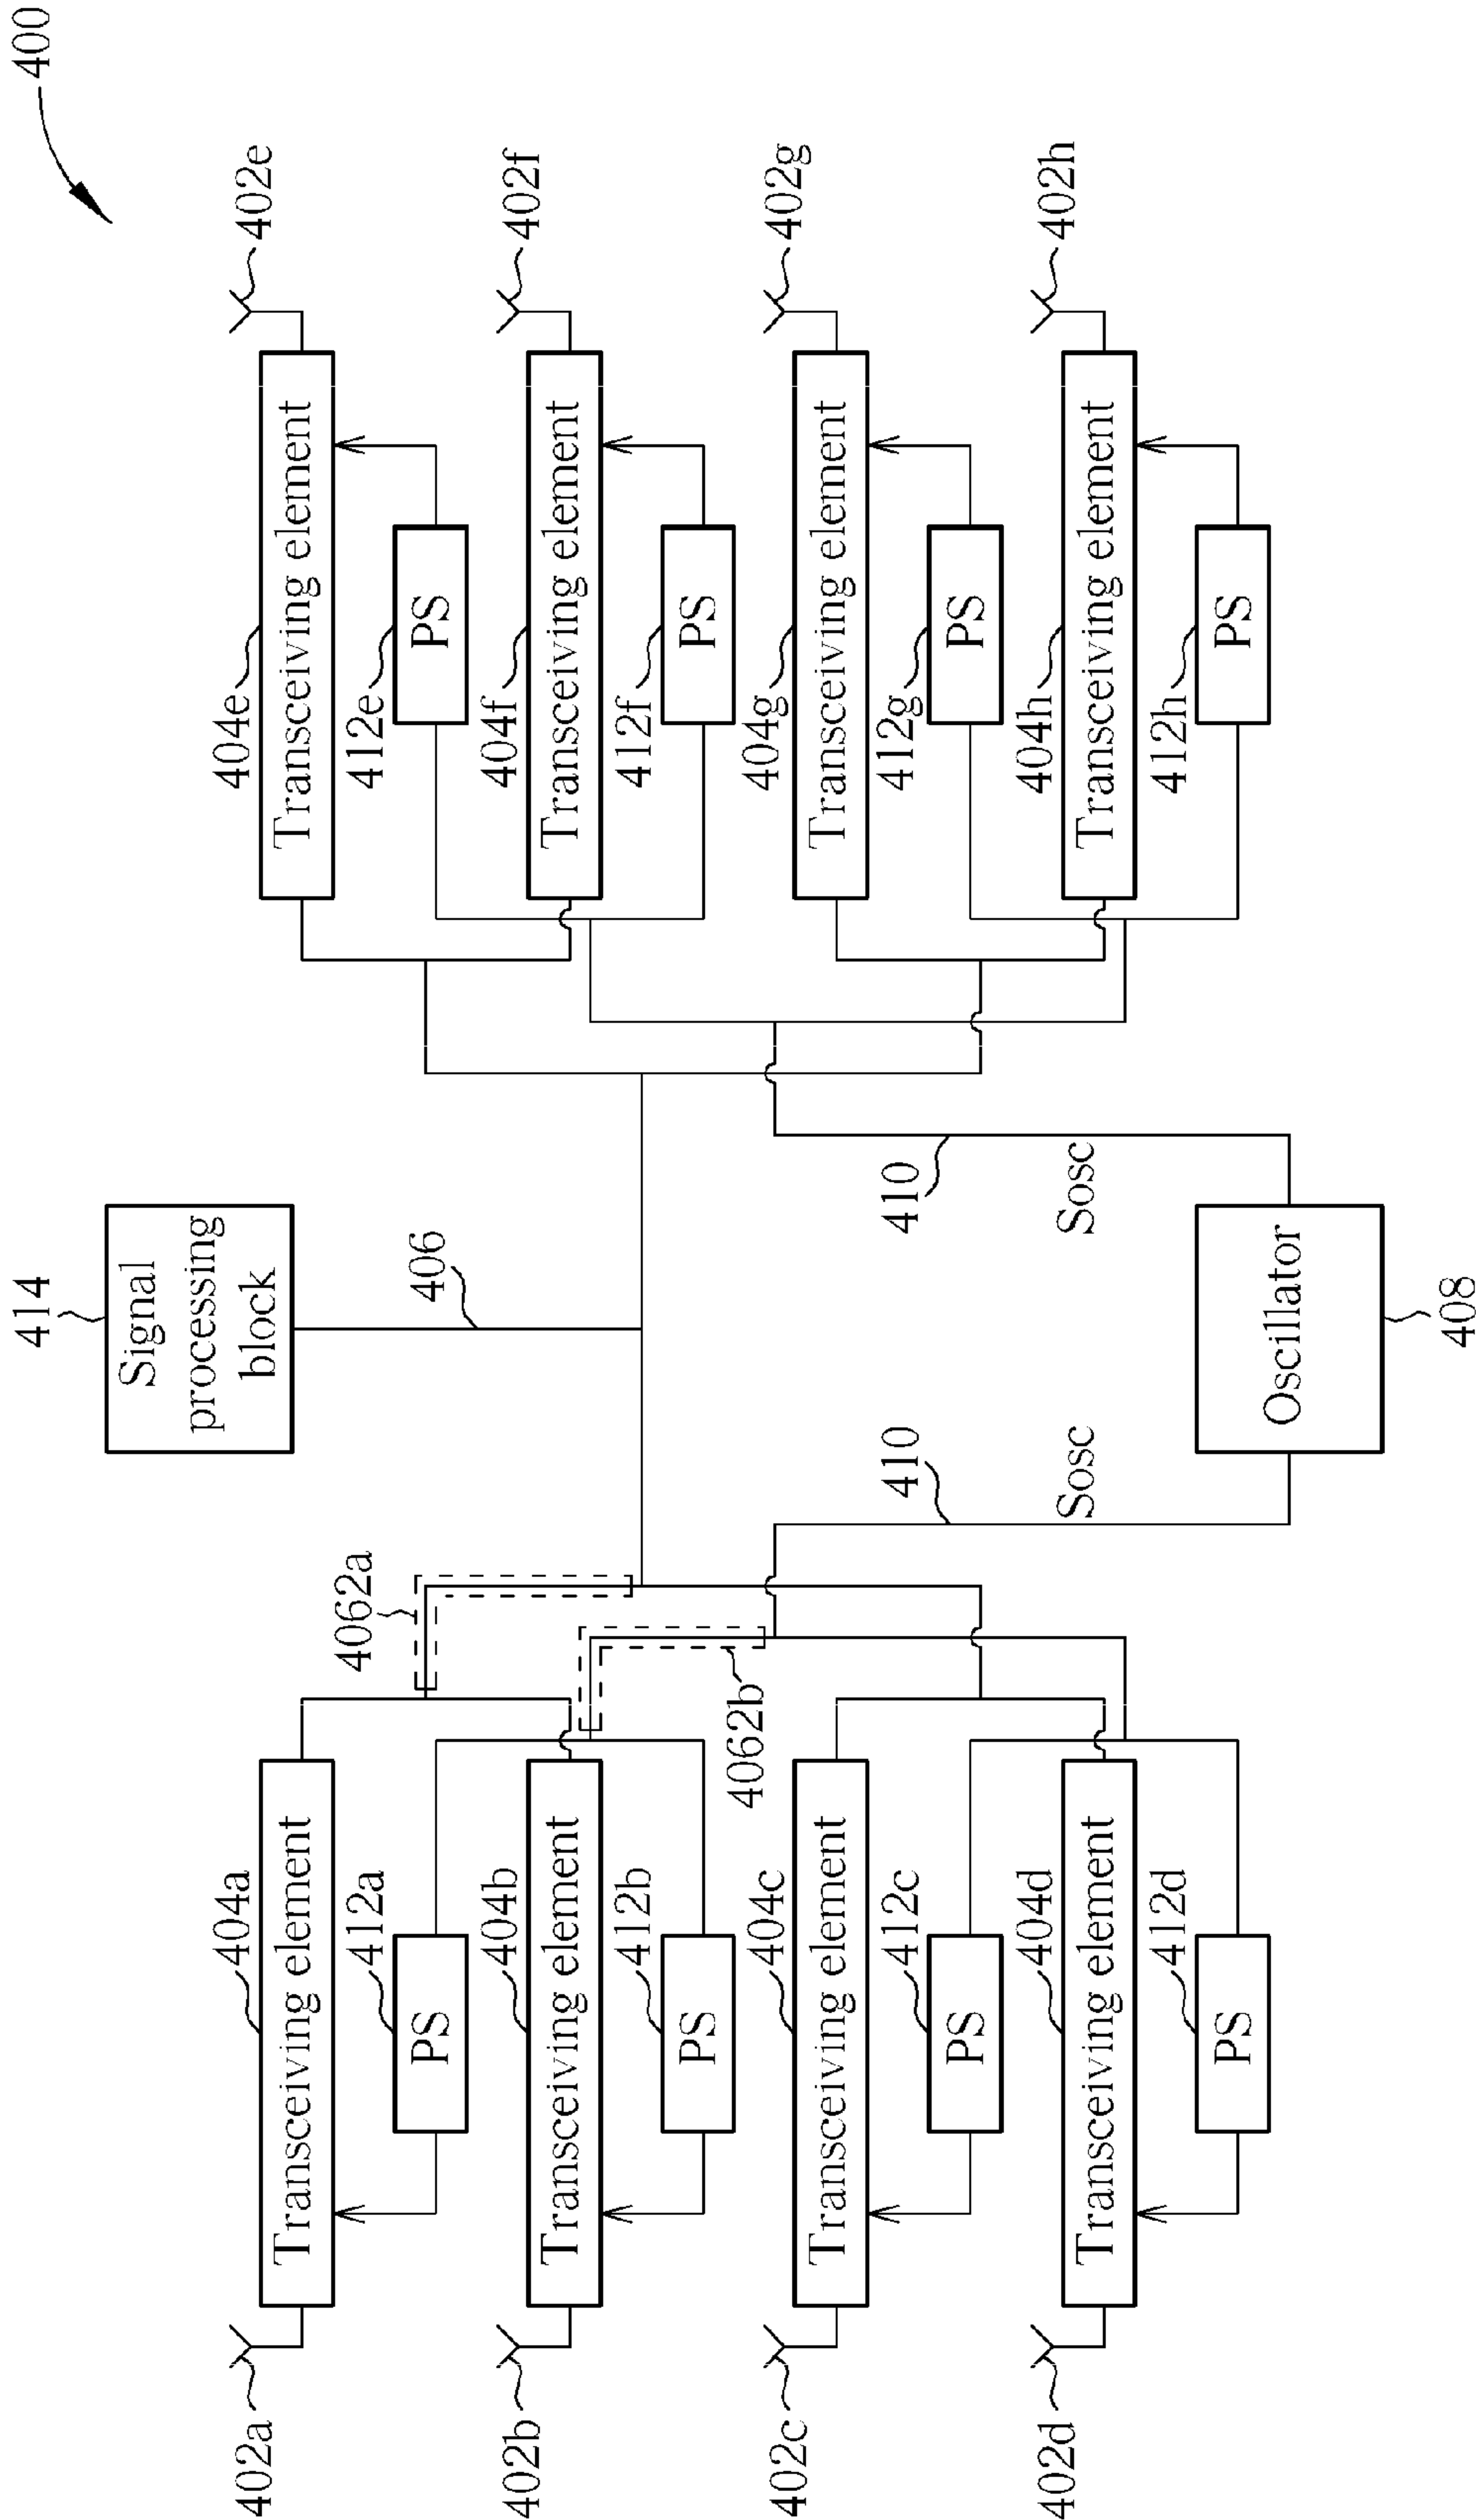 400
414
Signal
processing
block
406
402a
404a
Transceiving element
412a
PS
402b
404b
Transceiving element
412b
PS
402c
404c
Transceiving element
412c
PS
402d
404d
Transceiving element
412d
PS
4062a
4062b
410
Sosc
410
Sosc
Oscillator
408
404e
Transceiving element
402e
412e
PS
404f
Transceiving element
402f
412f
PS
404g
Transceiving element
402g
412g
PS
404h
Transceiving element
402h
412h
PS